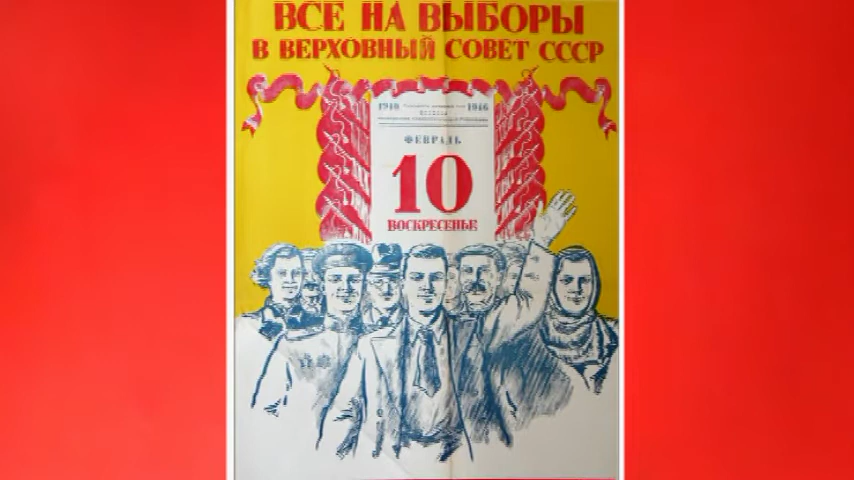 ВСЕ НА ВЫБОРЫ
В ВЕРХОВНЫЙ СОВЕТ СССР
1946 1946
ФЕВРАЛЬ
10
ВОСКРЕСЕНЬЕ